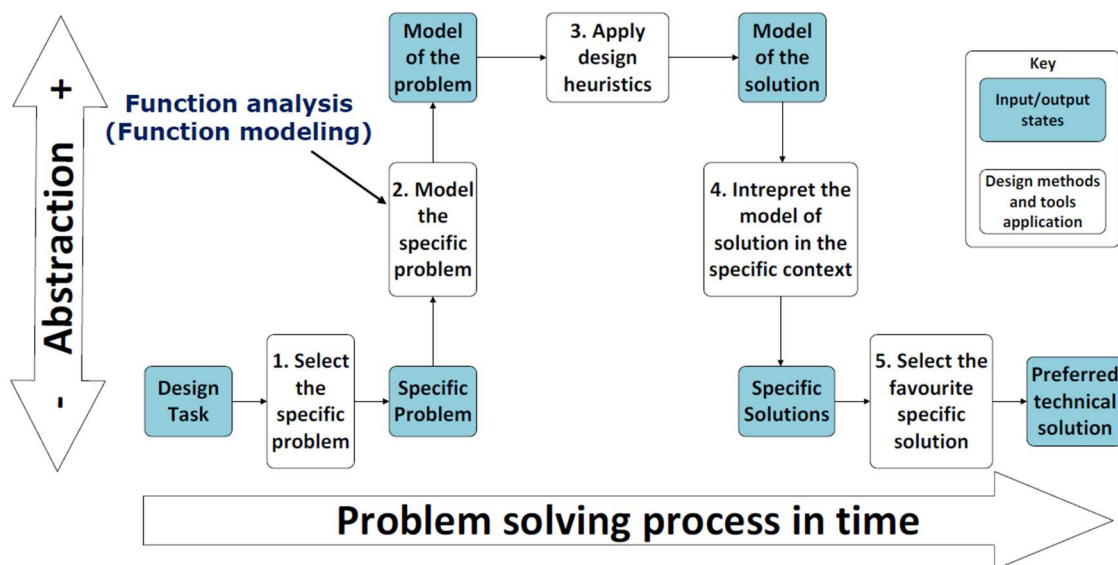 Abstraction
+
-
Function analysis
(Function modeling)
Design
Task
1. Select
the
specific
problem
Specific
Problem
2. Model
the
specific
problem
Model
of the
problem
3. Apply
design
heuristics
Model
of the
solution
4. Intrepret the
model of
solution in the
specific context
Specific
Solutions
5. Select the
favourite
specific
solution
Preferred
technical
solution
Key
Input/output
states
Design methods
and tools
application
Problem solving process in time